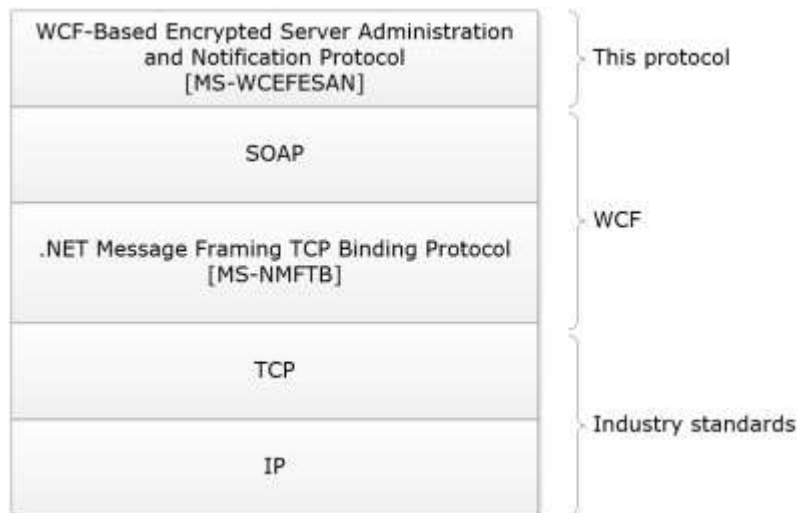 WCF-Based Encrypted Server Administration
and Notification Protocol
[MS-WCEFESAN]
This protocol
SOAP
WCF
.NET Message Framing TCP Binding Protocol
[MS-NMFTB]
TCP
Industry standards
IP